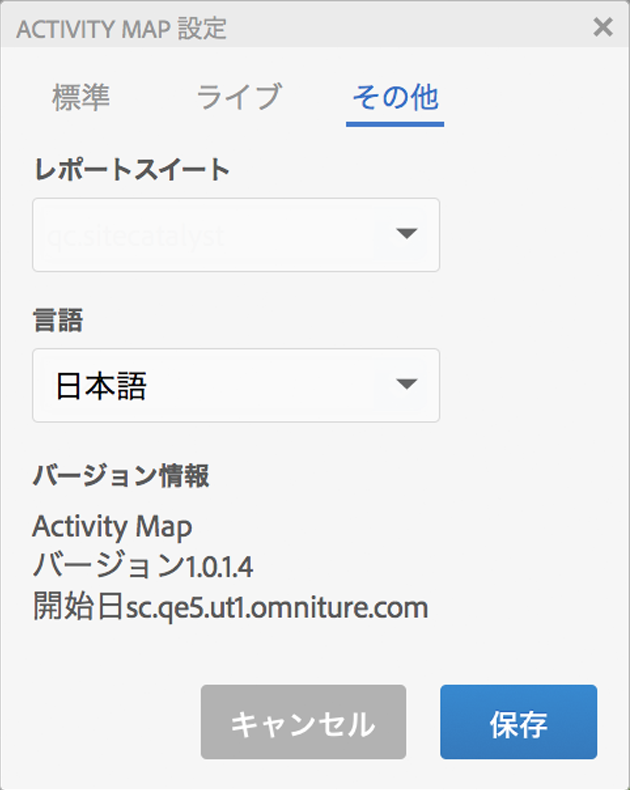 ACTIVITY MAP 設定
標準 ライブ その他
レポートスイート
qc.sitecatalyst
言語
日本語
バージョン情報
Activity Map
バージョン1.0.1.4
開始日sc.qe5.ut1.omniture.com
キャンセル 保存